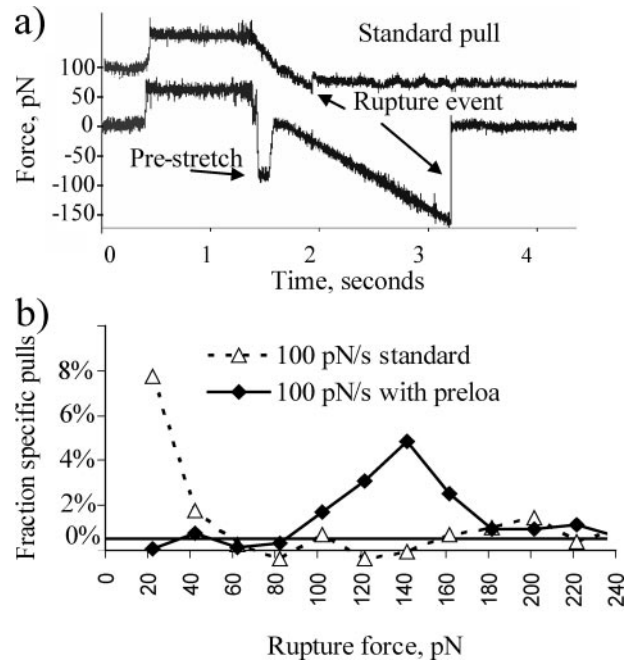 a)
Standard pull
Force, pN
100
50
0
-50
-100
-150
Rupture event
Pre-stretch
0 1 2 3 4
Time, seconds
b)
Fraction specific pulls
8%
6%
4%
2%
0%
100 pN/s standard
100 pN/s with preloa
0 20 40 60 80 100 120 140 160 180 200 220 240
Rupture force, pN